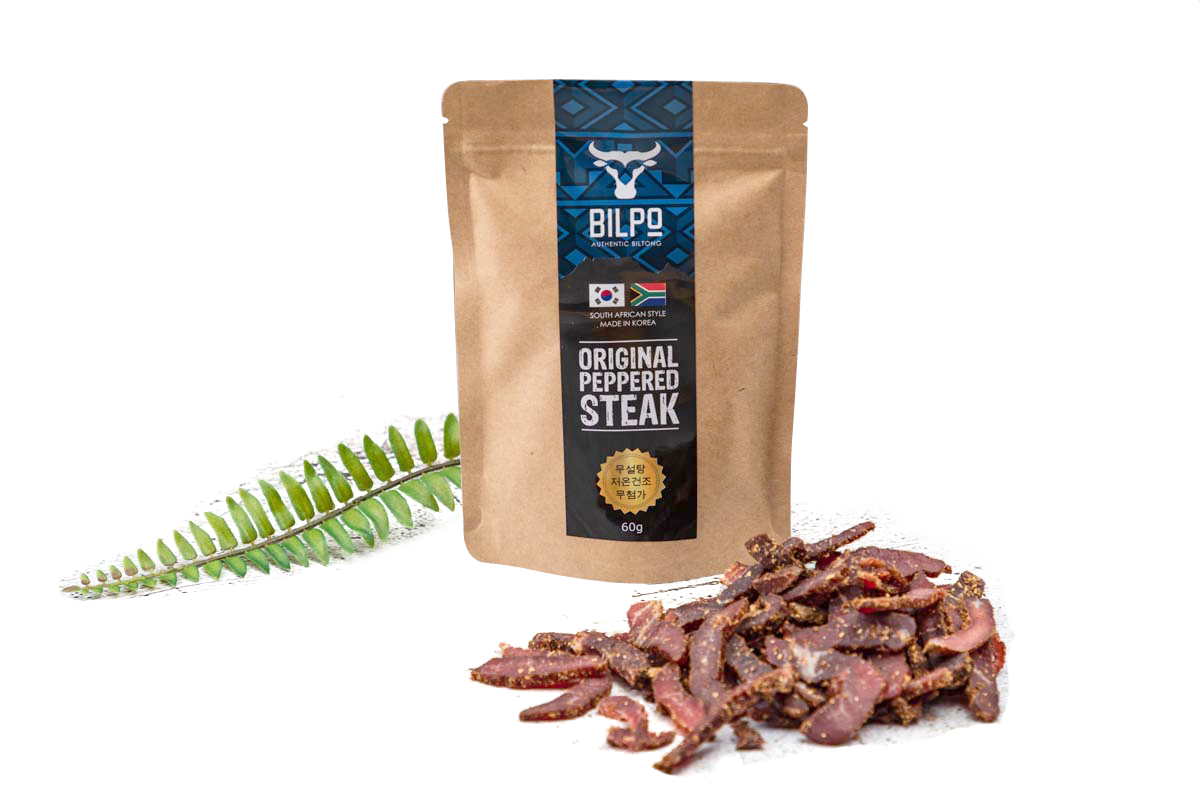 BILPO
AUTHENTIC BILTONG
SOUTH AFRICAN STYLE
MADE IN KOREA
ORIGINAL
PEPPERED
STEAK
무설탕
저온건조
무첨가
60g